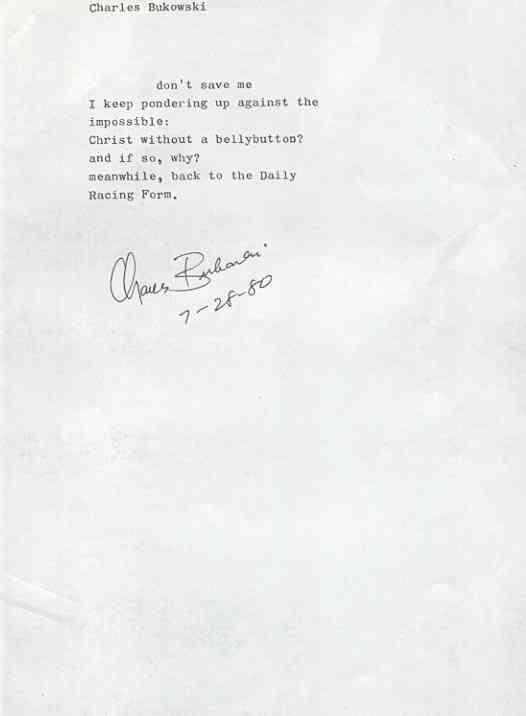 Charles Bukowski
don't save me
I keep pondering up against the
impossible:
Christ without a bellybutton?
and if so, why?
meanwhile, back to the Daily
Racing Form.
Charles Bukowski
7-28-80